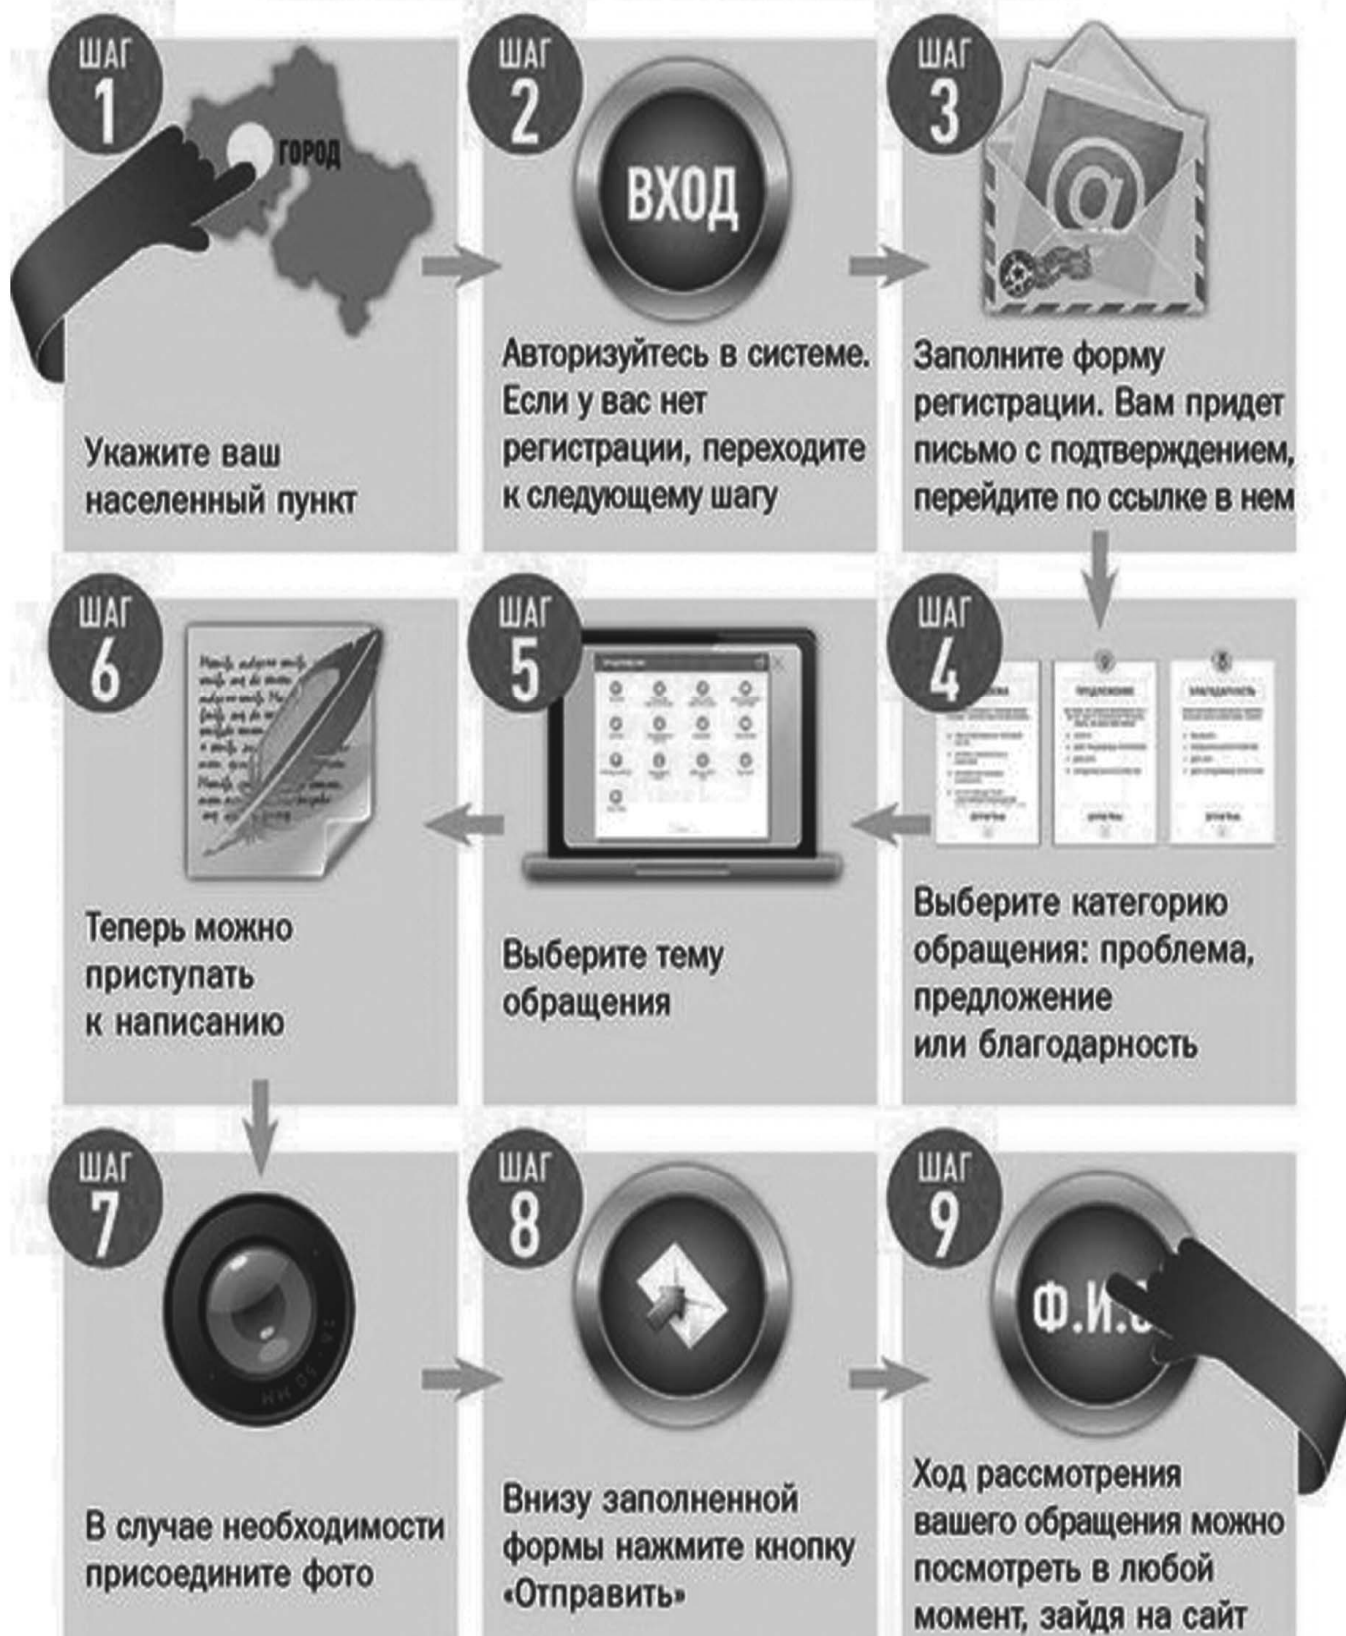 ШАГ
1
ГОРОД
Укажите ваш
населенный пункт
ШАГ
2
ВХОД
Авторизуйтесь в системе.
Если у вас нет
регистрации, переходите
к следующему шагу
ШАГ
3
@
Заполните форму
регистрации. Вам придет
письмо с подтверждением,
перейдите по ссылке в нем
ШАГ
4
ПРЕДЛОЖЕНИЕ
БЛАГОДАРНОСТЬ
Выберите категорию
обращения: проблема,
предложение
или благодарность
ШАГ
5
Выберите тему
обращения
ШАГ
6
Теперь можно
приступать
к написанию
ШАГ
7
50 MM
В случае необходимости
присоедините фото
ШАГ
8
Внизу заполненной
формы нажмите кнопку
«Отправить»
ШАГ
9
Ф.И.О
Ход рассмотрения
вашего обращения можно
посмотреть в любой
момент, зайдя на сайт